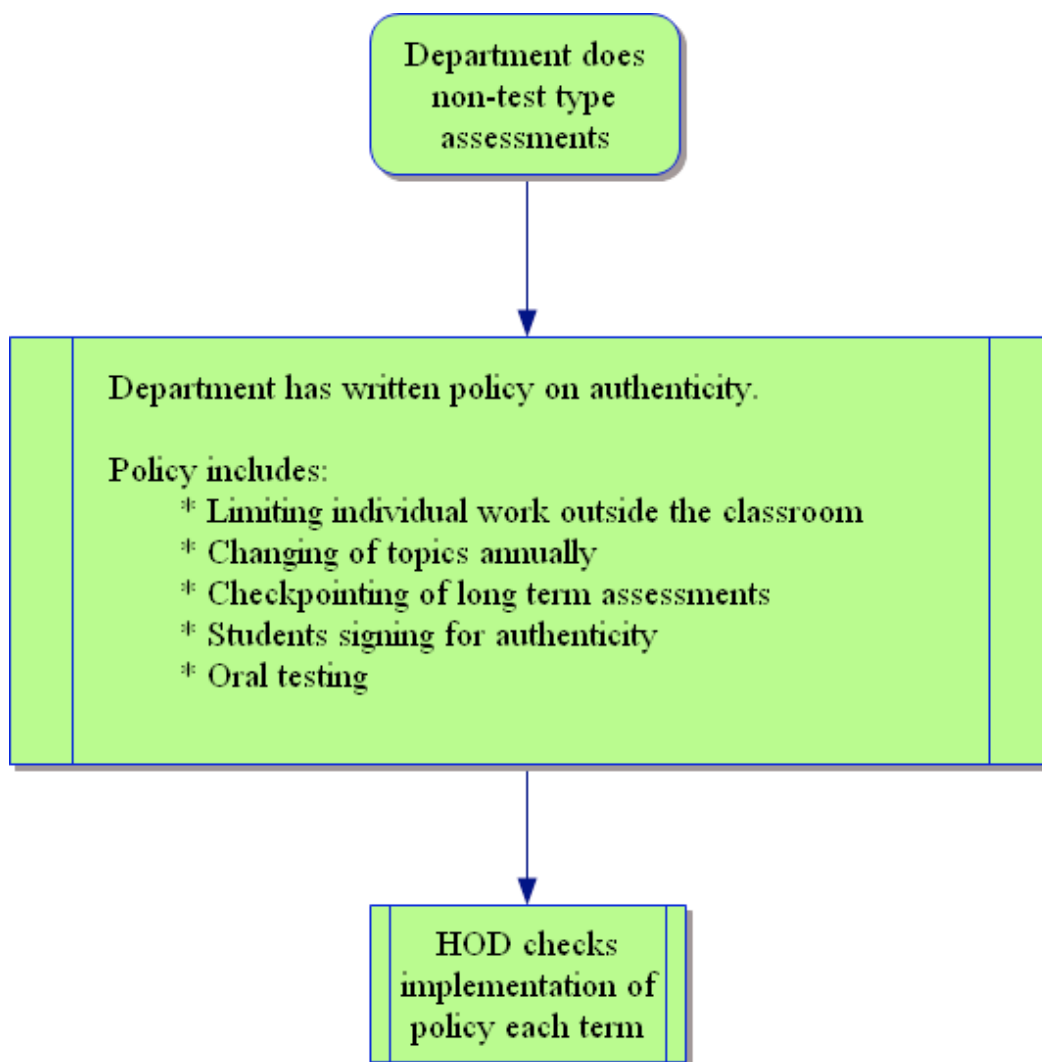 Department does
non-test type
assessments
Department has written policy on authenticity.
Policy includes:
* Limiting individual work outside the classroom
* Changing of topics annually
* Checkpointing of long term assessments
* Students signing for authenticity
* Oral testing
HOD checks
implementation of
policy each term